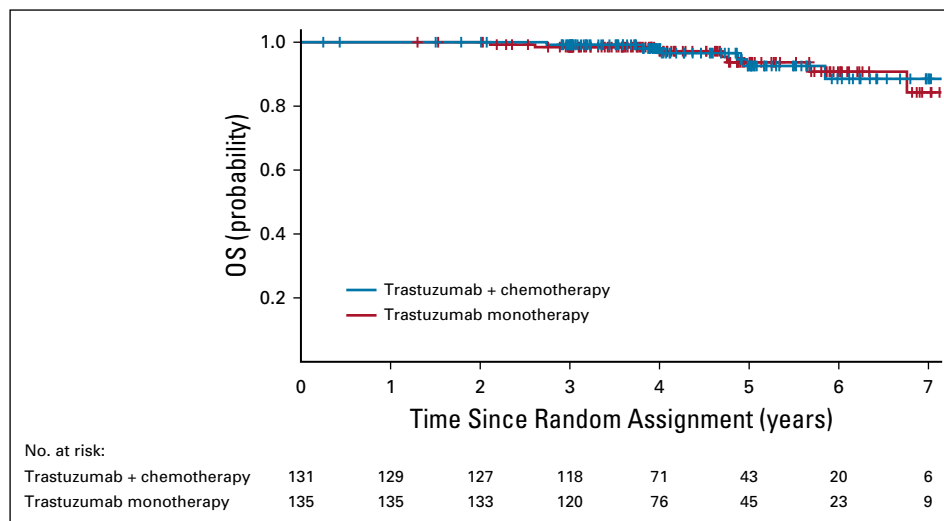 1.0
0.8
0.6
0.4
0.2
OS (probability)
Trastuzumab + chemotherapy
Trastuzumab monotherapy
0 1 2 3 4 5 6 7
Time Since Random Assignment (years)
No. at risk:
Trastuzumab + chemotherapy 131 129 127 118 71 43 20 6
Trastuzumab monotherapy 135 135 133 120 76 45 23 9